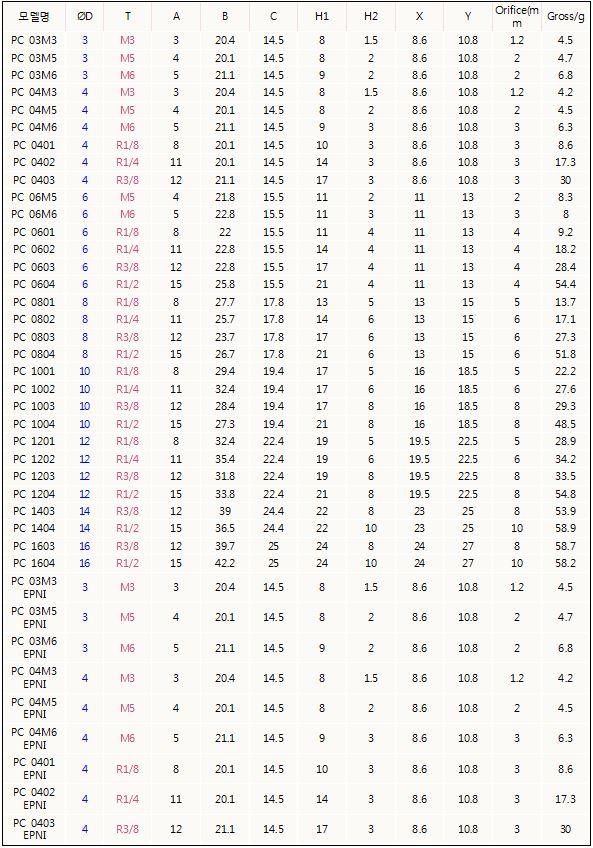 모델명 ØD T A B C H1 H2 X Y Orifice(m Gross/g
m
PC 03M3 3 M3 3 20.4 14.5 8 1.5 8.6 10.8 1.2 4.5
PC 03M5 3 M5 4 20.1 14.5 8 2 8.6 10.8 2 4.7
PC 03M6 3 M6 5 21.1 14.5 9 2 8.6 10.8 2 6.8
PC 04M3 4 M3 3 20.4 14.5 8 1.5 8.6 10.8 1.2 4.2
PC 04M5 4 M5 4 20.1 14.5 8 2 8.6 10.8 2 4.5
PC 04M6 4 M6 5 21.1 14.5 9 3 8.6 10.8 3 6.3
PC 0401 4 R1/8 8 20.1 14.5 10 3 8.6 10.8 3 8.6
PC 0402 4 R1/4 11 20.1 14.5 14 3 8.6 10.8 3 17.3
PC 0403 4 R3/8 12 21.1 14.5 17 3 8.6 10.8 3 30
PC 06M5 6 M5 4 21.8 15.5 11 2 11 13 2 8.3
PC 06M6 6 M6 5 22.8 15.5 11 3 11 13 3 8
PC 0601 6 R1/8 8 22 15.5 11 4 11 13 4 9.2
PC 0602 6 R1/4 11 22.8 15.5 14 4 11 13 4 18.2
PC 0603 6 R3/8 12 22.8 15.5 17 4 11 13 4 28.4
PC 0604 6 R1/2 15 25.8 15.5 21 4 11 13 4 54.4
PC 0801 8 R1/8 8 27.7 17.8 13 5 13 15 5 13.7
PC 0802 8 R1/4 11 25.7 17.8 14 6 13 15 6 17.1
PC 0803 8 R3/8 12 23.7 17.8 17 6 13 15 6 27.3
PC 0804 8 R1/2 15 26.7 17.8 21 6 13 15 6 51.8
PC 1001 10 R1/8 8 29.4 19.4 17 5 16 18.5 5 22.2
PC 1002 10 R1/4 11 32.4 19.4 17 6 16 18.5 6 27.6
PC 1003 10 R3/8 12 28.4 19.4 17 8 16 18.5 8 29.3
PC 1004 10 R1/2 15 27.3 19.4 21 8 16 18.5 8 48.5
PC 1201 12 R1/8 8 32.4 22.4 19 5 19.5 22.5 5 28.9
PC 1202 12 R1/4 11 35.4 22.4 19 6 19.5 22.5 6 34.2
PC 1203 12 R3/8 12 31.8 22.4 19 8 19.5 22.5 8 33.5
PC 1204 12 R1/2 15 33.8 22.4 21 8 19.5 22.5 8 54.8
PC 1403 14 R3/8 12 39 24.4 22 8 23 25 8 53.9
PC 1404 14 R1/2 15 36.5 24.4 22 10 23 25 10 58.9
PC 1603 16 R3/8 12 39.7 25 24 8 24 27 8 58.7
PC 1604 16 R1/2 15 42.2 25 24 10 24 27 10 58.2
PC 03M3 3 M3 3 20.4 14.5 8 1.5 8.6 10.8 1.2 4.5
EPNI
PC 03M5 3 M5 4 20.1 14.5 8 2 8.6 10.8 2 4.7
EPNI
PC 03M6 3 M6 5 21.1 14.5 9 2 8.6 10.8 2 6.8
EPNI
PC 04M3 4 M3 3 20.4 14.5 8 1.5 8.6 10.8 1.2 4.2
EPNI
PC 04M5 4 M5 4 20.1 14.5 8 2 8.6 10.8 2 4.5
EPNI
PC 04M6 4 M6 5 21.1 14.5 9 3 8.6 10.8 3 6.3
EPNI
PC 0401 4 R1/8 8 20.1 14.5 10 3 8.6 10.8 3 8.6
EPNI
PC 0402 4 R1/4 11 20.1 14.5 14 3 8.6 10.8 3 17.3
EPNI
PC 0403 4 R3/8 12 21.1 14.5 17 3 8.6 10.8 3 30
EPNI